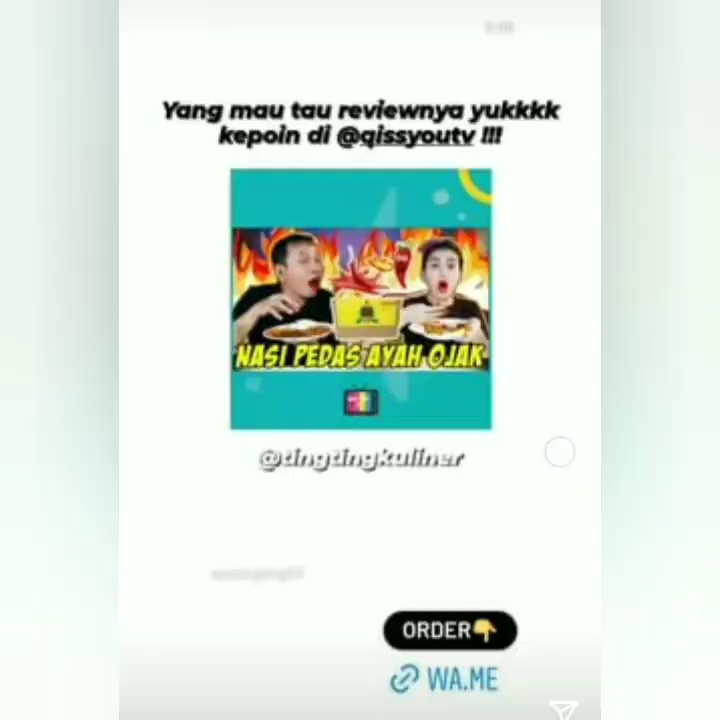 Yang mau tau reviewnya yukkkk
kepoin di @qissyoutv !!!
NASI PEDAS AYAH OJAK
@tingtingkuliner
ORDER👇
WA.ME